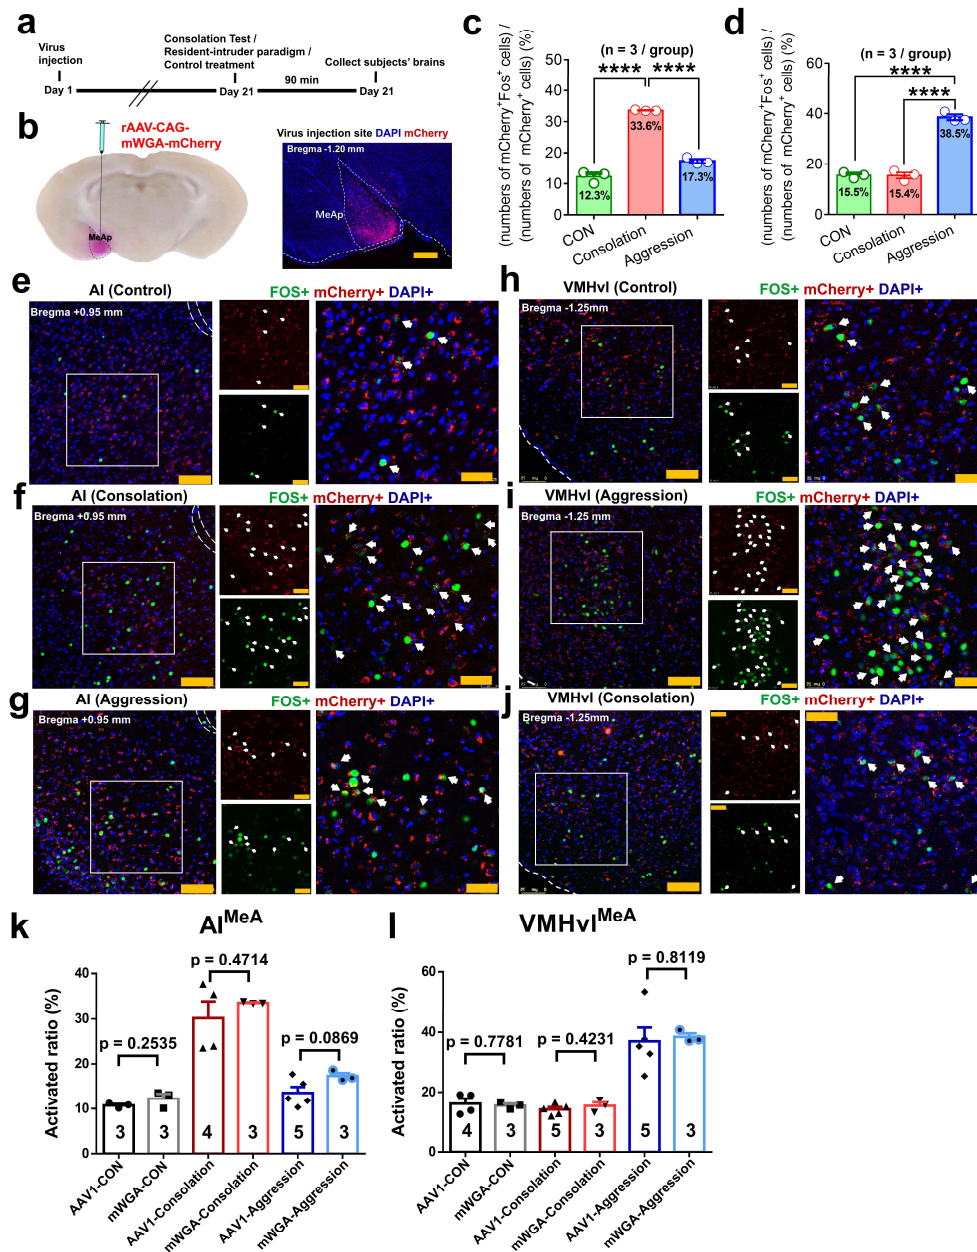 a
Virus
injection
Day 1
Consolation Test /
Resident-intruder paradigm /
Control treatment
Day 21
90 min
Collect subjects' brains
Day 21
b
rAAV-CAG-
mWGA-mCherry
MeAp
Virus injection site DAPI mCherry
Bregma -1.20 mm
MeAp
c
(numbers of mCherry+Fos+ cells) /
(numbers of mCherry+ cells) (%)
(n = 3 / group)
**** ****
60
40
30
20
10
0
12.3%
33.6%
17.3%
CON
Consolation
Aggression
d
(numbers of mCherry+Fos+ cells) /
(numbers of mCherry+ cells) (%)
(n = 3 / group)
****
****
60
40
20
0
15.5%
15.4%
38.5%
CON
Consolation
Aggression
e
AI (Control)
FOS+ mCherry+ DAPI+
Bregma +0.95 mm
f
AI (Consolation)
FOS+ mCherry+ DAPI+
Bregma +0.95 mm
g
AI (Aggression)
FOS+ mCherry+ DAPI+
Bregma +0.95 mm
h
VMHvl (Control)
FOS+ mCherry+ DAPI+
Bregma -1.25mm
i
VMHvl (Aggression)
FOS+ mCherry+ DAPI+
Bregma -1.25 mm
j
VMHvl (Consolation)
FOS+ mCherry+ DAPI+
Bregma -1.25mm
k
AI^MeA
Activated ratio (%)
40
30
20
10
0
p = 0.2535
p = 0.4714
p = 0.0869
3
3
4
3
5
3
AAV1-CON
mWGA-CON
AAV1-Consolation
mWGA-Consolation
AAV1-Aggression
mWGA-Aggression
l
VMHvl^MeA
Activated ratio (%)
60
40
20
0
p = 0.7781
p = 0.4231
p = 0.8119
4
3
5
3
5
3
AAV1-CON
mWGA-CON
AAV1-Consolation
mWGA-Consolation
AAV1-Aggression
mWGA-Aggression